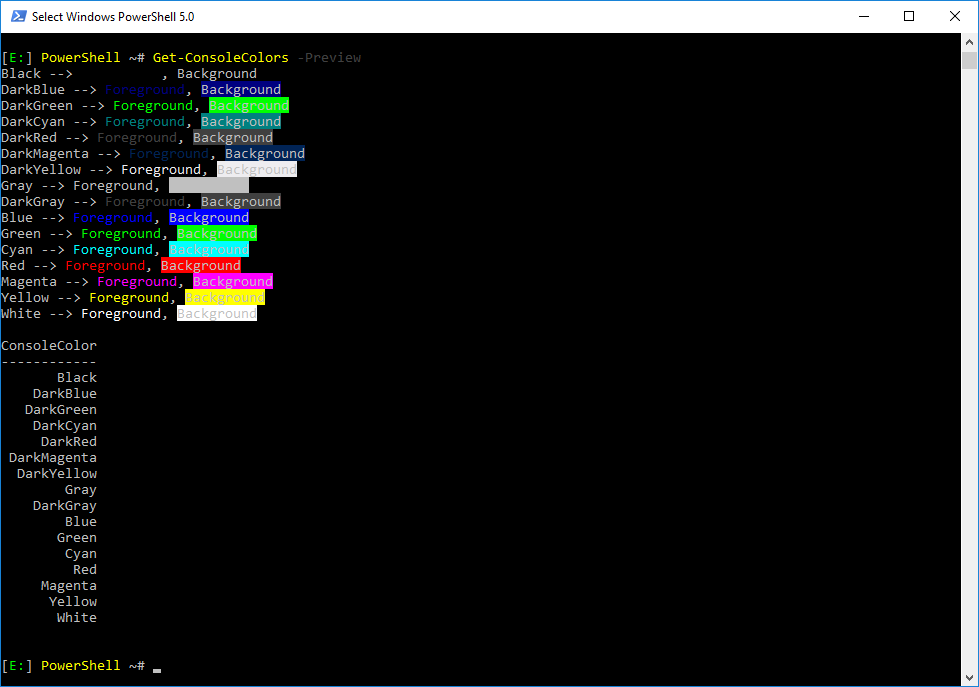 Select Windows PowerShell 5.0
[E:] PowerShell ~# Get-ConsoleColors -Preview
Black --> , Background
DarkBlue --> Foreground, Background
DarkGreen --> Foreground, Background
DarkCyan --> Foreground, Background
DarkRed --> Foreground, Background
DarkMagenta --> Foreground, Background
DarkYellow --> Foreground, Background
Gray --> Foreground,
DarkGray --> Foreground, Background
Blue --> Foreground, Background
Green --> Foreground, Background
Cyan --> Foreground, Background
Red --> Foreground, Background
Magenta --> Foreground, Background
Yellow --> Foreground, Background
White --> Foreground, Background
ConsoleColor
------------
Black
DarkBlue
DarkGreen
DarkCyan
DarkRed
DarkMagenta
DarkYellow
Gray
DarkGray
Blue
Green
Cyan
Red
Magenta
Yellow
White
[E:] PowerShell ~#